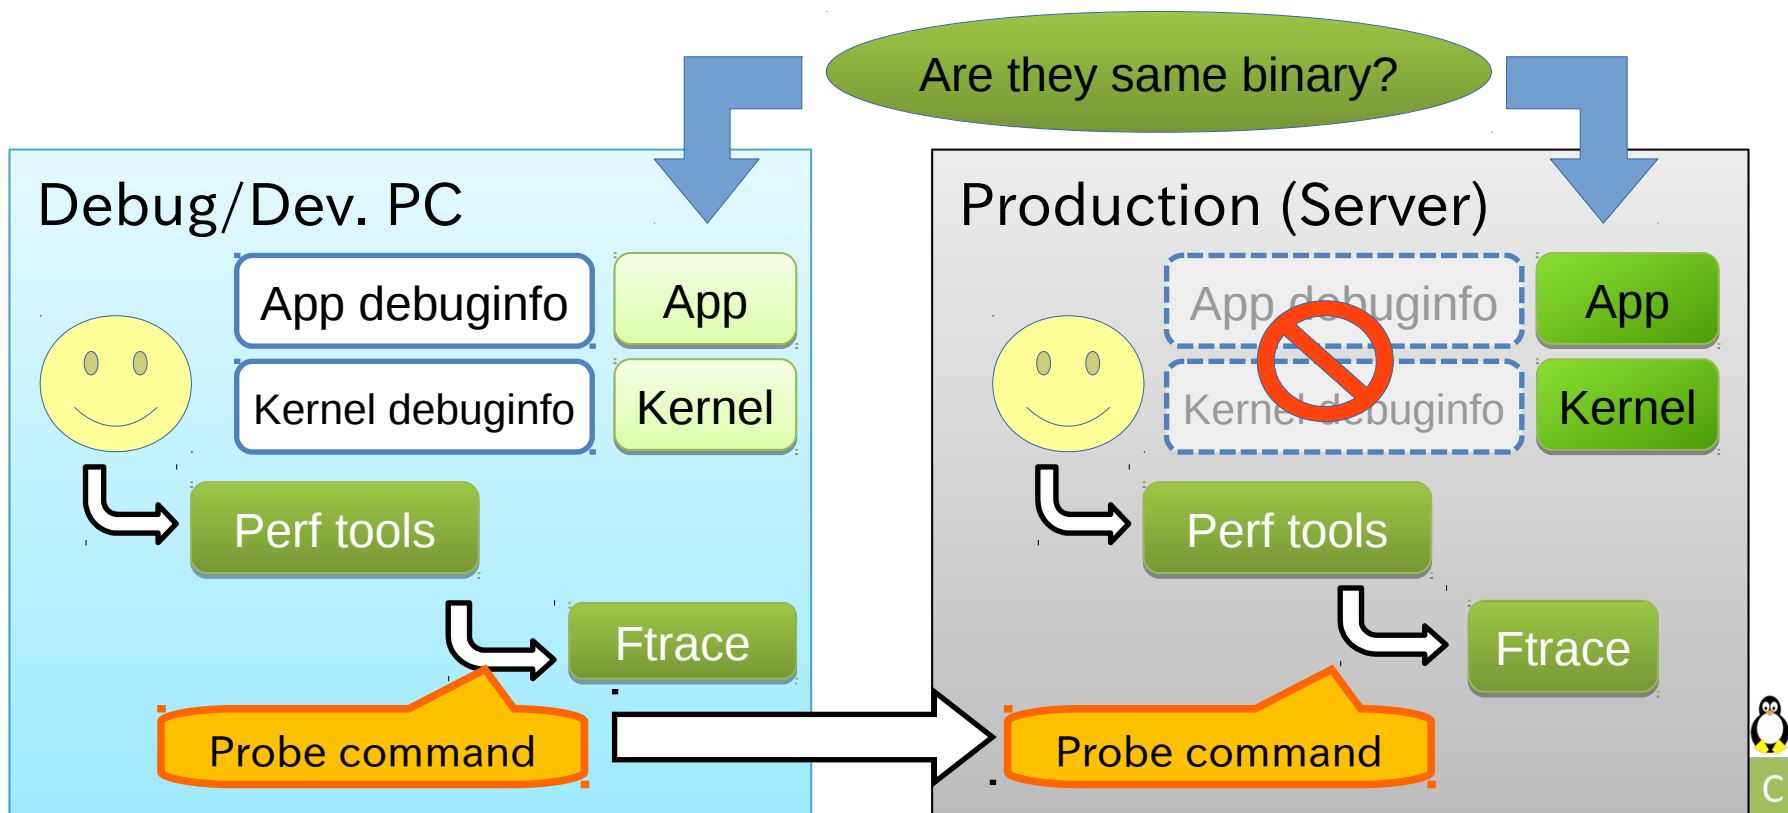 Are they same binary?
Debug/Dev. PC
App debuginfo
App
Kernel debuginfo
Kernel
Perf tools
Ftrace
Probe command
Production (Server)
App debuginfo
App
Kernel debuginfo
Kernel
Perf tools
Ftrace
Probe command
C